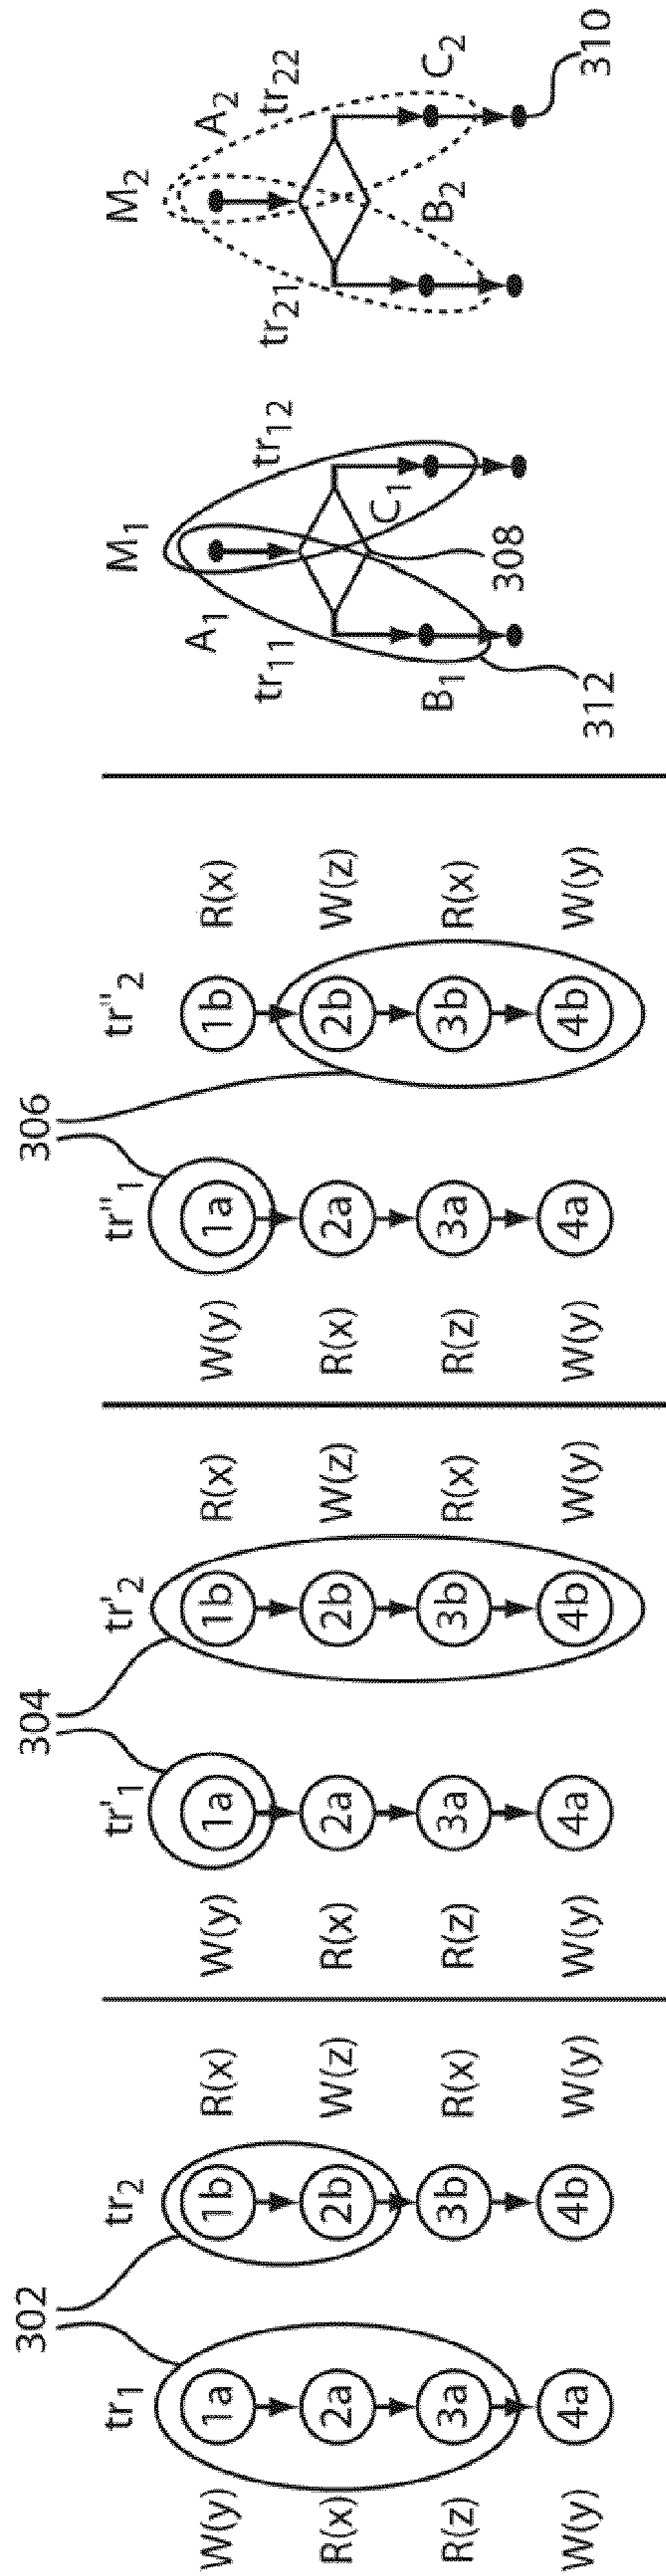 302
tr1 tr2
W(y) 1a 1b R(x)
R(x) 2a 2b W(z)
R(z) 3a 3b R(x)
W(y) 4a 4b W(y)
304
tr'1 tr'2
W(y) 1a 1b R(x)
R(x) 2a 2b W(z)
R(z) 3a 3b R(x)
W(y) 4a 4b W(y)
306
tr"1 tr"2
W(y) 1a 1b R(x)
R(x) 2a 2b W(z)
R(z) 3a 3b R(x)
W(y) 4a 4b W(y)
M1
A1
tr11 tr12
C1
B1
308
312
M2
A2
tr21 tr22
B2 C2
310